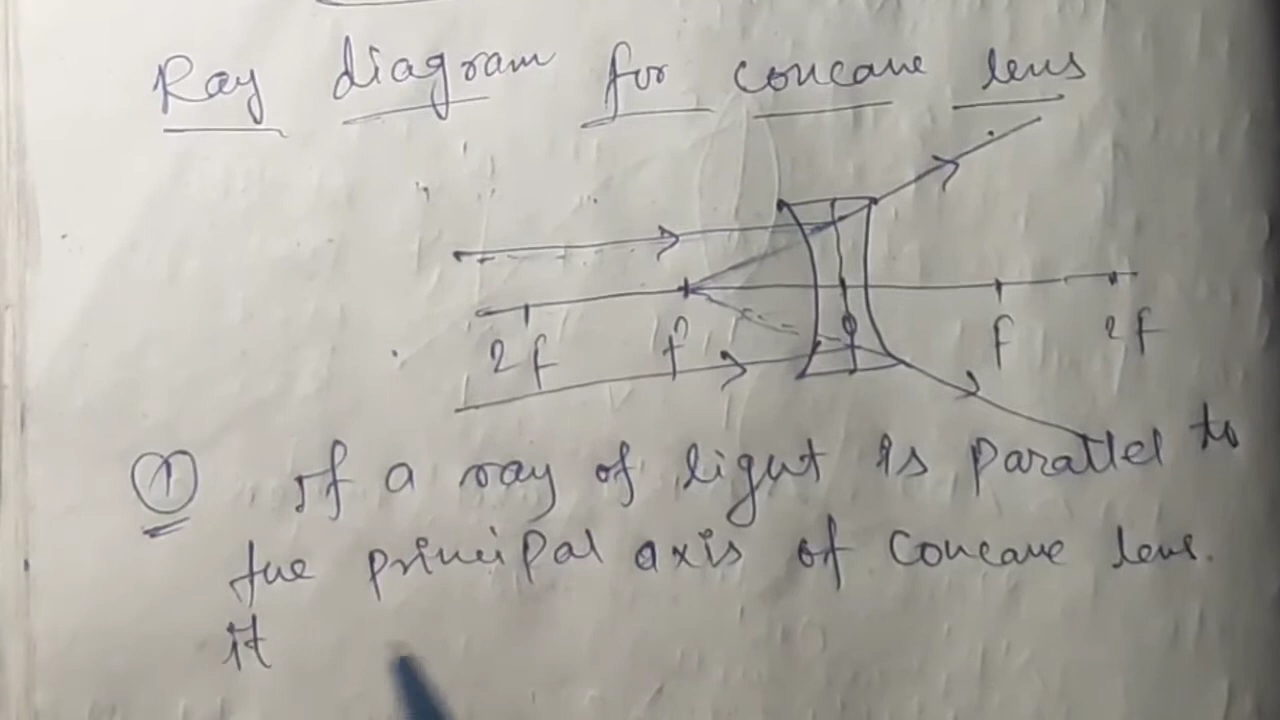 Ray diagram for concave lens
2f f f 2f
① If a ray of light is parallel to
the principal axis of concave lens.
it